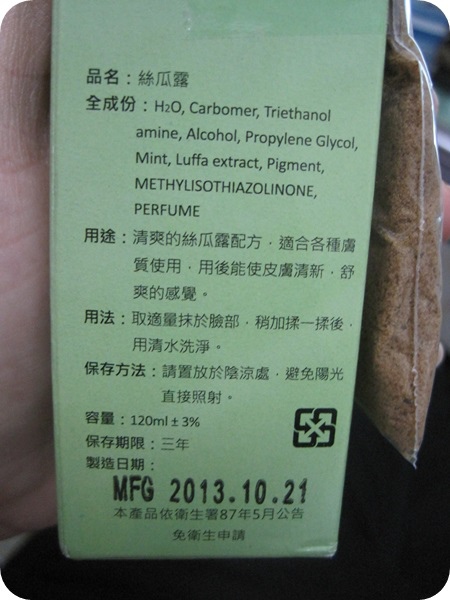 品名：絲瓜露
全成份：H2O, Carbomer, Triethanol
amine, Alcohol, Propylene Glycol,
Mint, Luffa extract, Pigment,
METHYLISOTHIAZOLINONE,
PERFUME
用途：清爽的絲瓜露配方，適合各種膚
質使用，用後能使皮膚清新，舒
爽的感覺。
用法：取適量抹於臉部，稍加揉一揉後，
用清水洗淨。
保存方法：請置放於陰涼處，避免陽光
直接照射。
容量：120ml ± 3%
保存期限：三年
製造日期：
MFG 2013.10.21
本產品依衛生署87年5月公告
免衛生申請